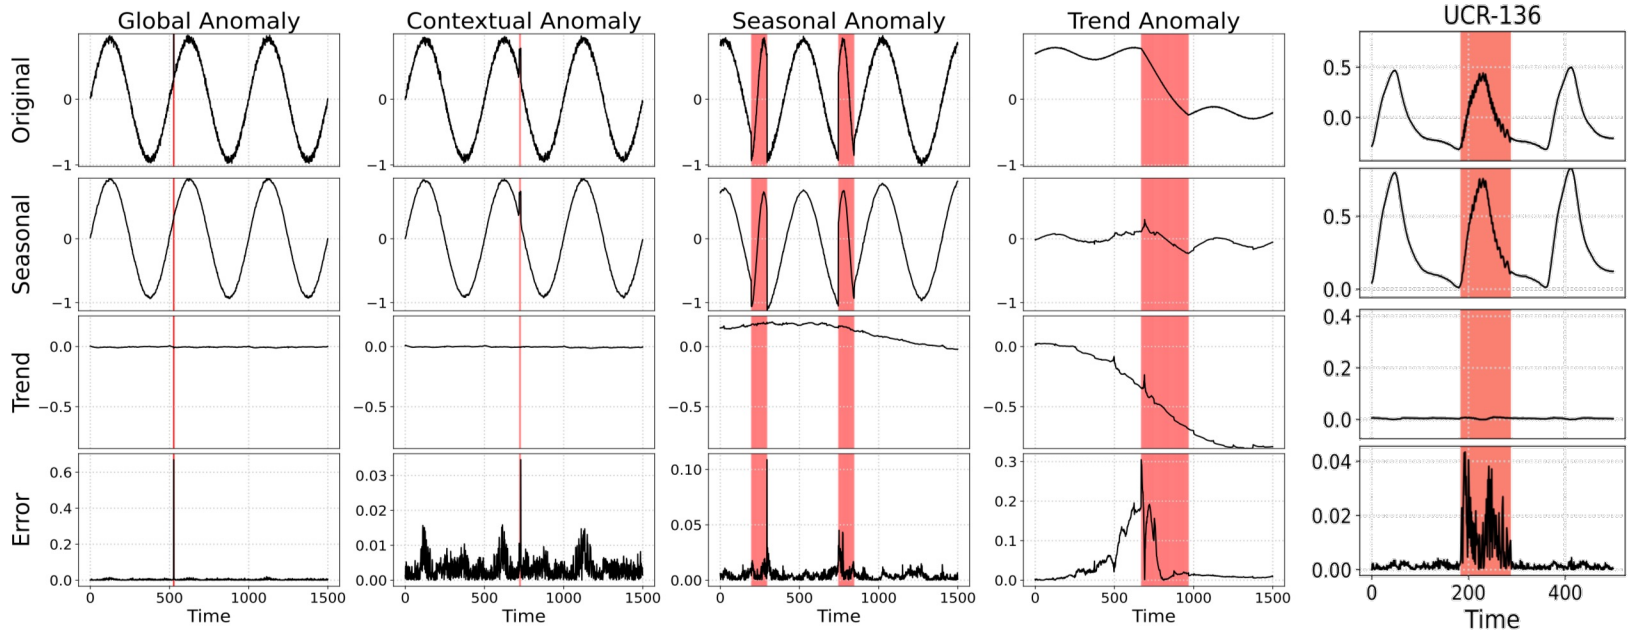 Global Anomaly
Contextual Anomaly
Seasonal Anomaly
Trend Anomaly
UCR-136
Original
0
−1
0
−1
0
−1
0
−1
0.5
0.0
Seasonal
0
−1
0
−1
0
−1
0
−1
0.5
0.0
Trend
0.0
−0.5
0.0
−0.5
0.0
−0.5
0.0
−0.5
0.4
0.2
0.0
Error
0.6
0.4
0.2
0.0
0.03
0.02
0.01
0.00
0.10
0.05
0.00
0.3
0.2
0.1
0.0
0.04
0.02
0.00
0 500 1000 1500
0 500 1000 1500
0 500 1000 1500
0 500 1000 1500
0 200 400
Time
Time
Time
Time
Time